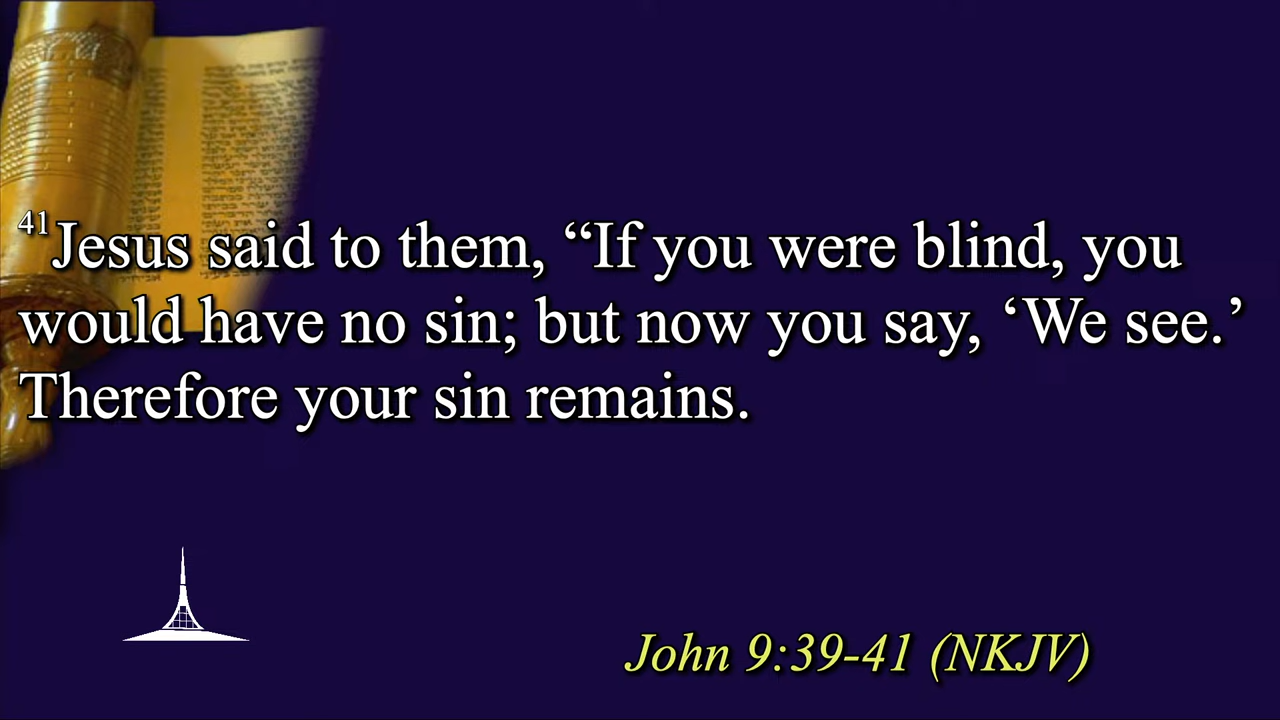 41Jesus said to them, “If you were blind, you
would have no sin; but now you say, ‘We see.’
Therefore your sin remains.
John 9:39-41 (NKJV)